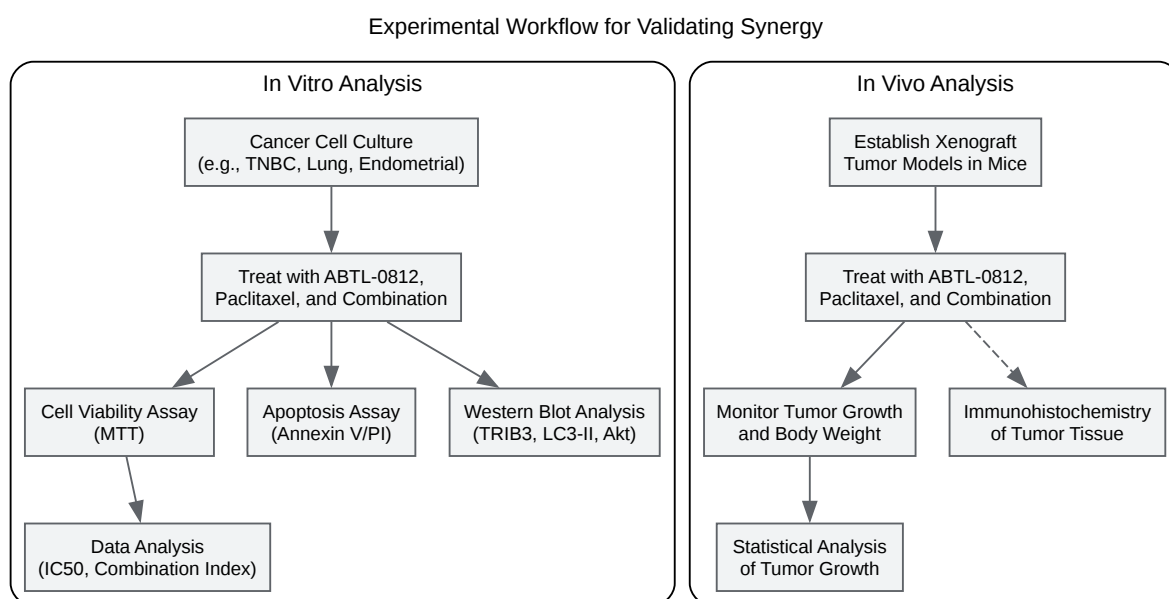 Experimental Workflow for Validating Synergy
In Vitro Analysis
Cancer Cell Culture
(e.g., TNBC, Lung, Endometrial)
Treat with ABTL-0812,
Paclitaxel, and Combination
Cell Viability Assay
(MTT)
Apoptosis Assay
(Annexin V/PI)
Western Blot Analysis
(TRIB3, LC3-II, Akt)
Data Analysis
(IC50, Combination Index)
In Vivo Analysis
Establish Xenograft
Tumor Models in Mice
Treat with ABTL-0812,
Paclitaxel, and Combination
Monitor Tumor Growth
and Body Weight
Immunohistochemistry
of Tumor Tissue
Statistical Analysis
of Tumor Growth